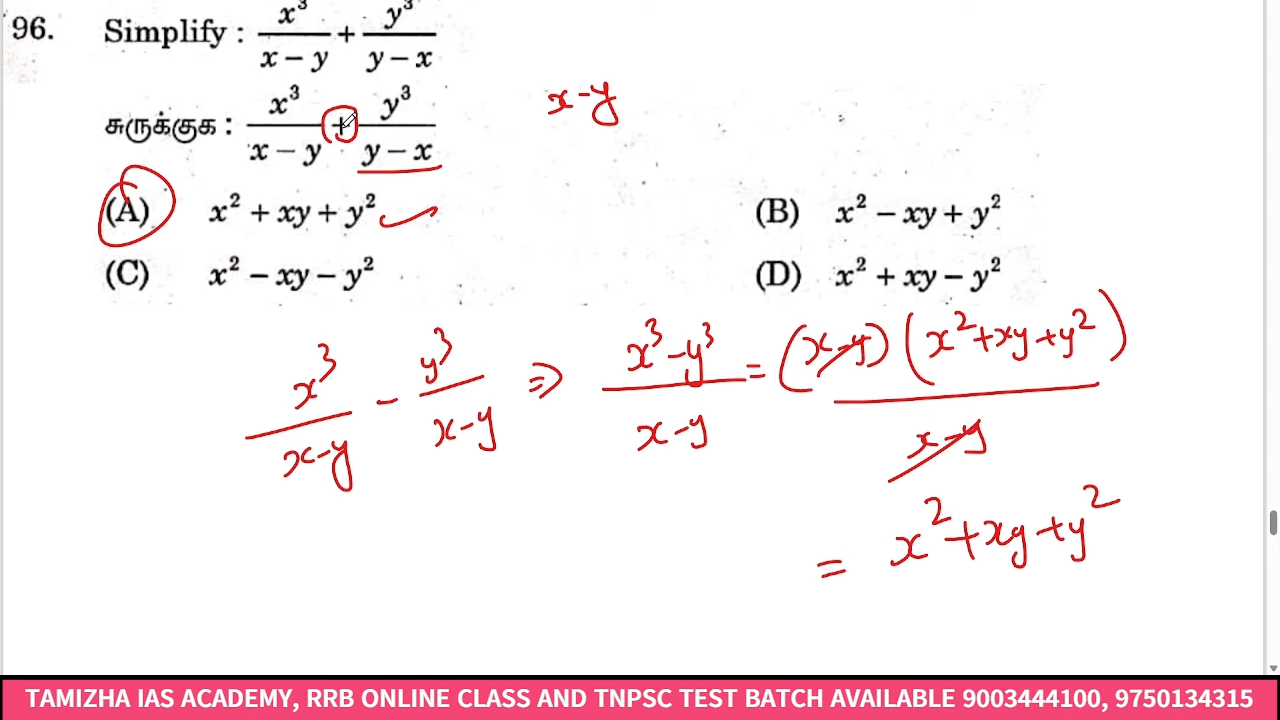 96. Simplify : x³/(x − y) + y³/(y − x)
சுருக்குக : x³/(x − y) + y³/(y − x)
x-y
(A) x² + xy + y²
(B) x² − xy + y²
(C) x² − xy − y²
(D) x² + xy − y²
x³/(x-y) - y³/(x-y) ⇒ (x³-y³)/(x-y) = (x-y)(x²+xy+y²)/(x-y)
= x²+xy+y²
TAMIZHA IAS ACADEMY, RRB ONLINE CLASS AND TNPSC TEST BATCH AVAILABLE 9003444100, 9750134315